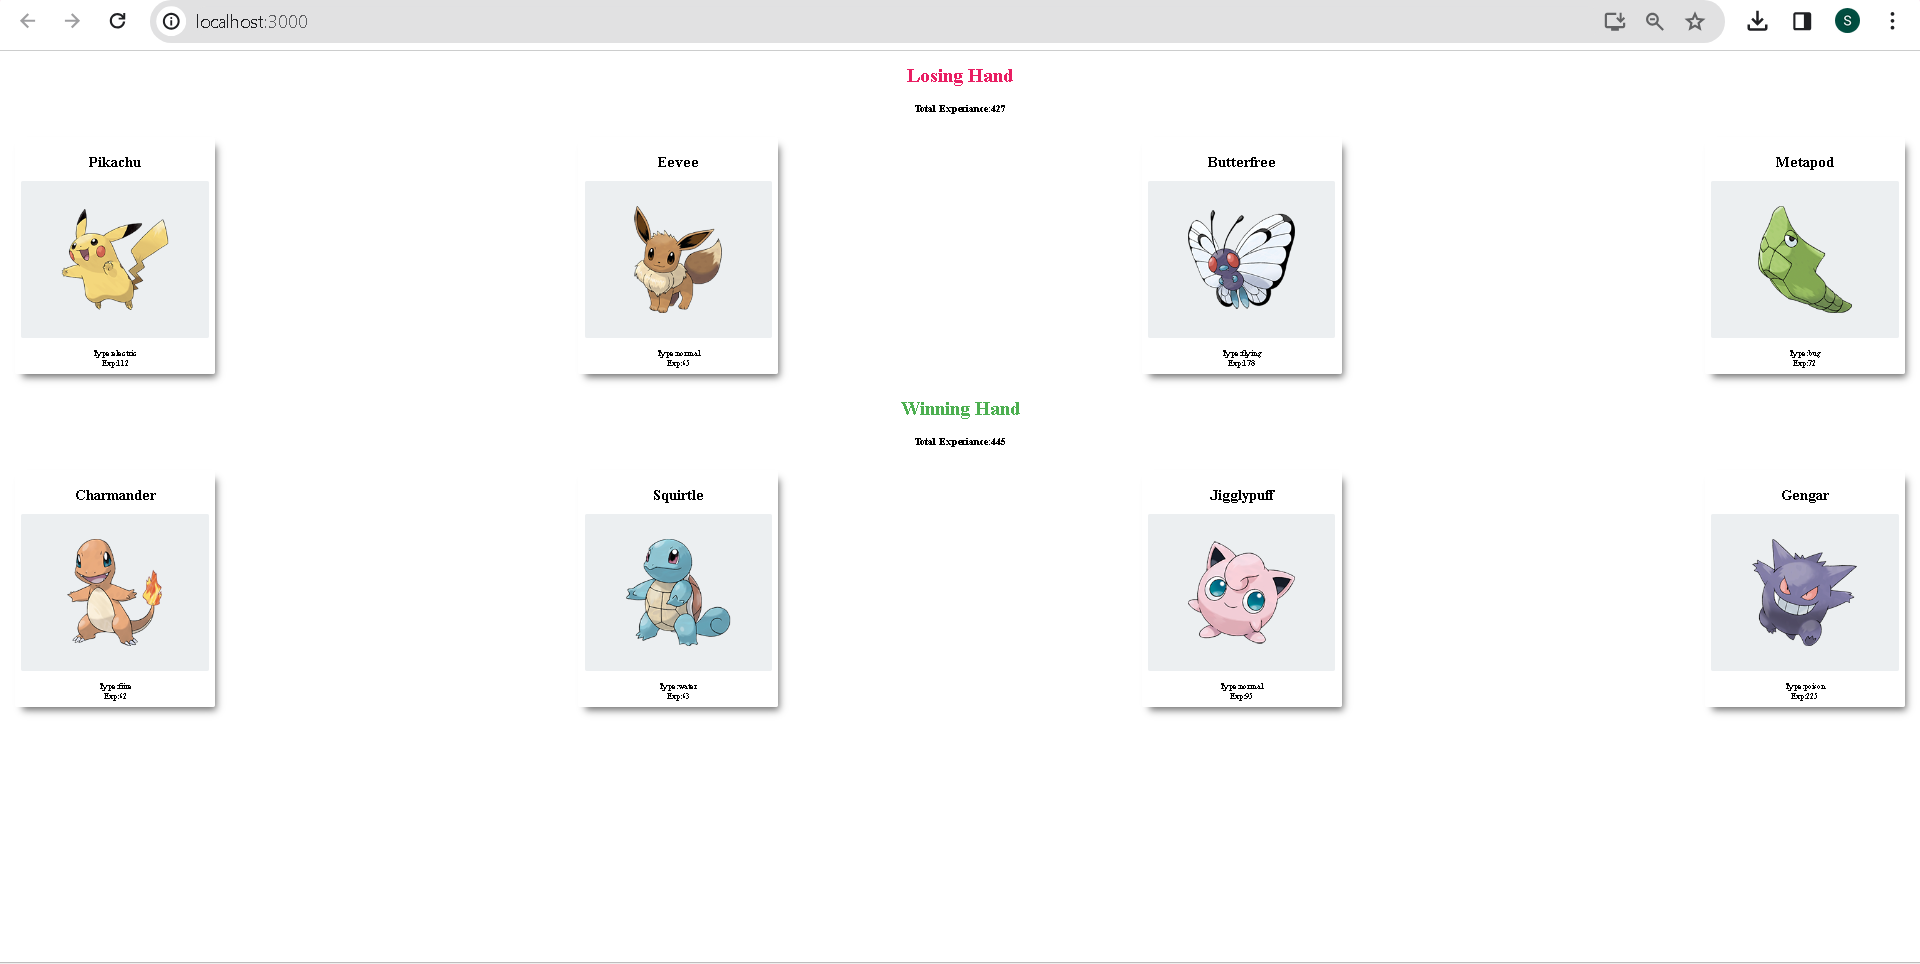 localhost:3000
S
Losing Hand
Total Experiance:427
Pikachu Eevee Butterfree Metapod
Type:electric Type:normal Type:flying Type:bug
Exp:112 Exp:65 Exp:178 Exp:72
Winning Hand
Total Experiance:445
Charmander Squirtle Jigglypuff Gengar
Type:fire Type:water Type:normal Type:poison
Exp:62 Exp:63 Exp:95 Exp:225